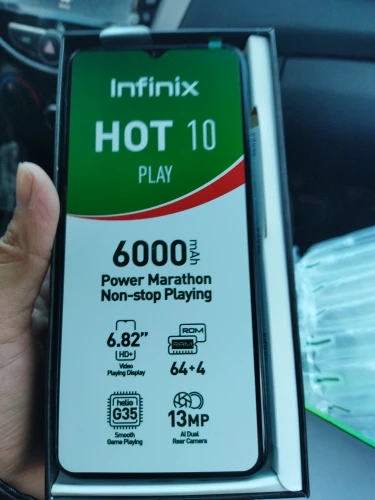 Infinix
HOT 10
PLAY
6000mAh
Power Marathon
Non-stop Playing
6.82"
HD+
Video
Playing Display
ROM
RAM
64+4
helio
G35
Smooth
Game Playing
13MP
AI Dual
Rear Camera